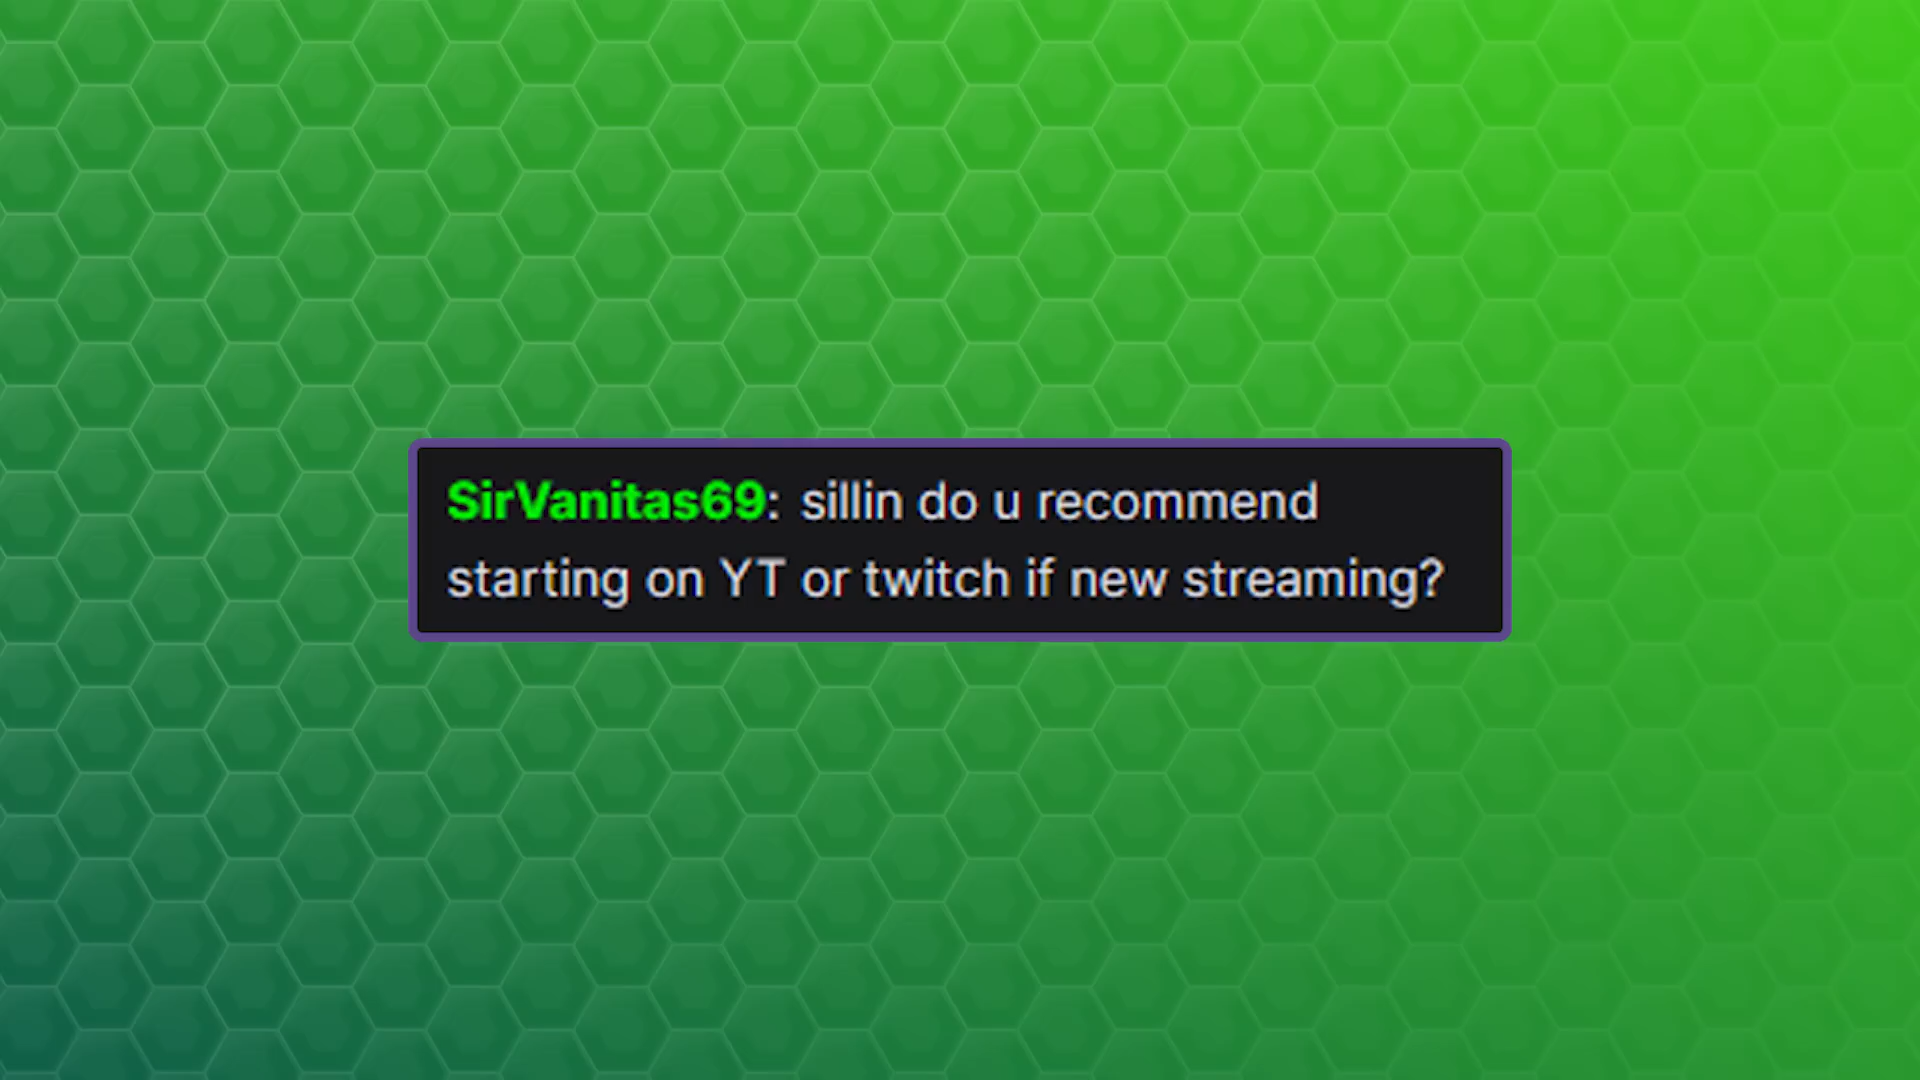 SirVanitas69: sillin do u recommend
starting on YT or twitch if new streaming?